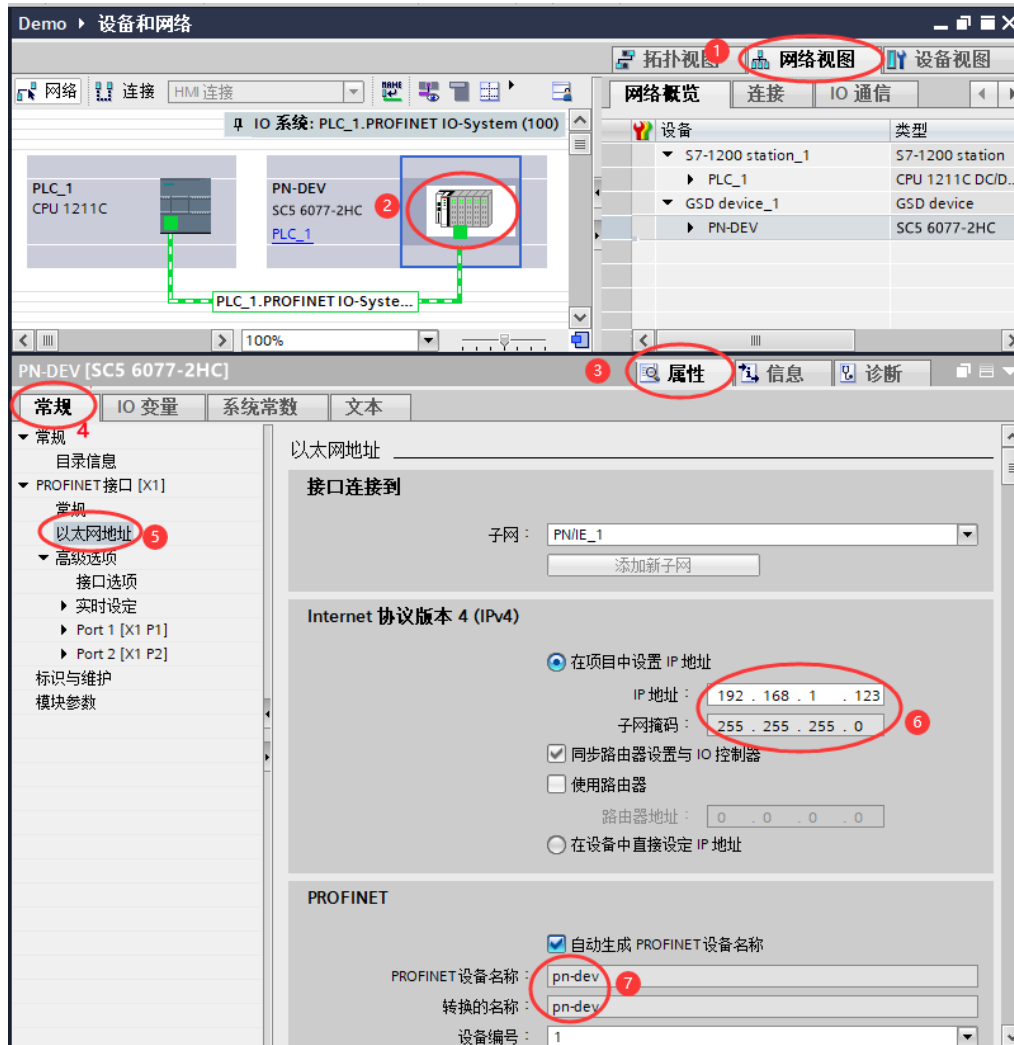 Demo ▸ 设备和网络
1
拓扑视图 网络视图 设备视图
网络 连接 HMI 连接
网络概览 连接 IO 通信
IO 系统: PLC_1.PROFINET IO-System (100)
设备 类型
S7-1200 station_1 S7-1200 station
PLC_1 CPU 1211C DC/D...
GSD device_1 GSD device
PN-DEV SC5 6077-2HC
PLC_1
CPU 1211C
PN-DEV
SC5 6077-2HC
2
PLC_1
PLC_1.PROFINET IO-Syste...
100%
PN-DEV [SC5 6077-2HC]
3
属性 信息 诊断
常规 IO 变量 系统常数 文本
4
常规
目录信息
PROFINET接口 [X1]
常规
以太网地址
5
高级选项
接口选项
实时设定
Port 1 [X1 P1]
Port 2 [X1 P2]
标识与维护
模块参数
以太网地址
接口连接到
子网： PN/IE_1
添加新子网
Internet 协议版本 4 (IPv4)
在项目中设置 IP 地址
IP 地址： 192 . 168 . 1 . 123
子网掩码： 255 . 255 . 255 . 0
6
同步路由器设置与 IO 控制器
使用路由器
路由器地址： 0 . 0 . 0 . 0
在设备中直接设定 IP 地址
PROFINET
自动生成 PROFINET设备名称
PROFINET设备名称： pn-dev
7
转换的名称： pn-dev
设备编号： 1